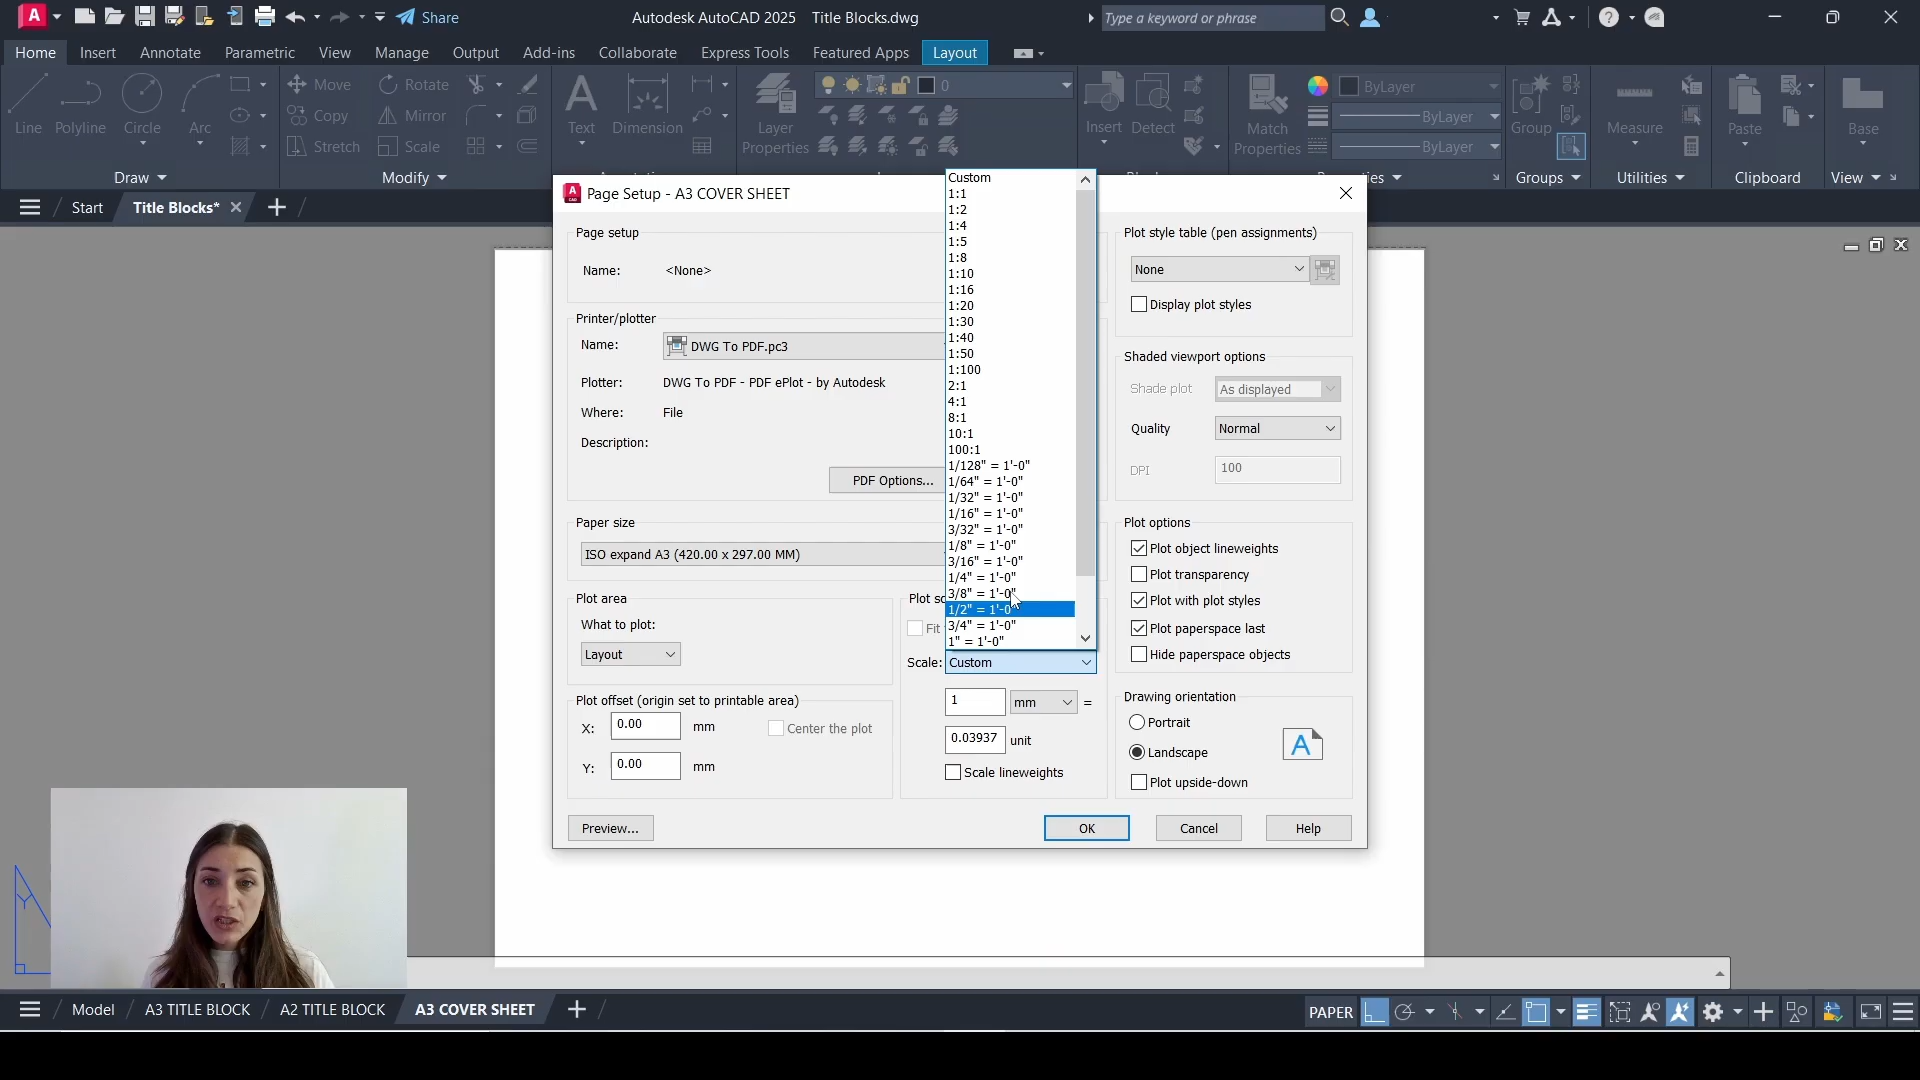 Share
Autodesk AutoCAD 2025 Title Blocks.dwg
Type a keyword or phrase
Home Insert Annotate Parametric View Manage Output Add-ins Collaborate Express Tools Featured Apps Layout
Line Polyline Circle Arc
Move Rotate
Copy Mirror
Stretch Scale
Text Dimension
Layer
Properties
0
Insert Detect
Match
Properties
ByLayer
ByLayer
ByLayer
Group
Measure
Paste
Base
Draw Modify Groups Utilities Clipboard View
Start Title Blocks*
Page Setup - A3 COVER SHEET
Page setup
Name: <None>
Printer/plotter
Name: DWG To PDF.pc3
Plotter: DWG To PDF - PDF ePlot - by Autodesk
Where: File
Description:
PDF Options...
Paper size
ISO expand A3 (420.00 x 297.00 MM)
Plot area
What to plot:
Layout
Plot offset (origin set to printable area)
X: 0.00 mm Center the plot
Y: 0.00 mm
Custom
1:1
1:2
1:4
1:5
1:8
1:10
1:16
1:20
1:30
1:40
1:50
1:100
2:1
4:1
8:1
10:1
100:1
1/128" = 1'-0"
1/64" = 1'-0"
1/32" = 1'-0"
1/16" = 1'-0"
3/32" = 1'-0"
1/8" = 1'-0"
3/16" = 1'-0"
1/4" = 1'-0"
3/8" = 1'-0"
1/2" = 1'-0"
3/4" = 1'-0"
1" = 1'-0"
Fit
Scale: Custom
1 mm =
0.03937 unit
Scale lineweights
Plot style table (pen assignments)
None
Display plot styles
Shaded viewport options
Shade plot As displayed
Quality Normal
DPI 100
Plot options
Plot object lineweights
Plot transparency
Plot with plot styles
Plot paperspace last
Hide paperspace objects
Drawing orientation
Portrait
Landscape
A
Plot upside-down
Preview... OK Cancel Help
Y
Model A3 TITLE BLOCK A2 TITLE BLOCK A3 COVER SHEET
PAPER